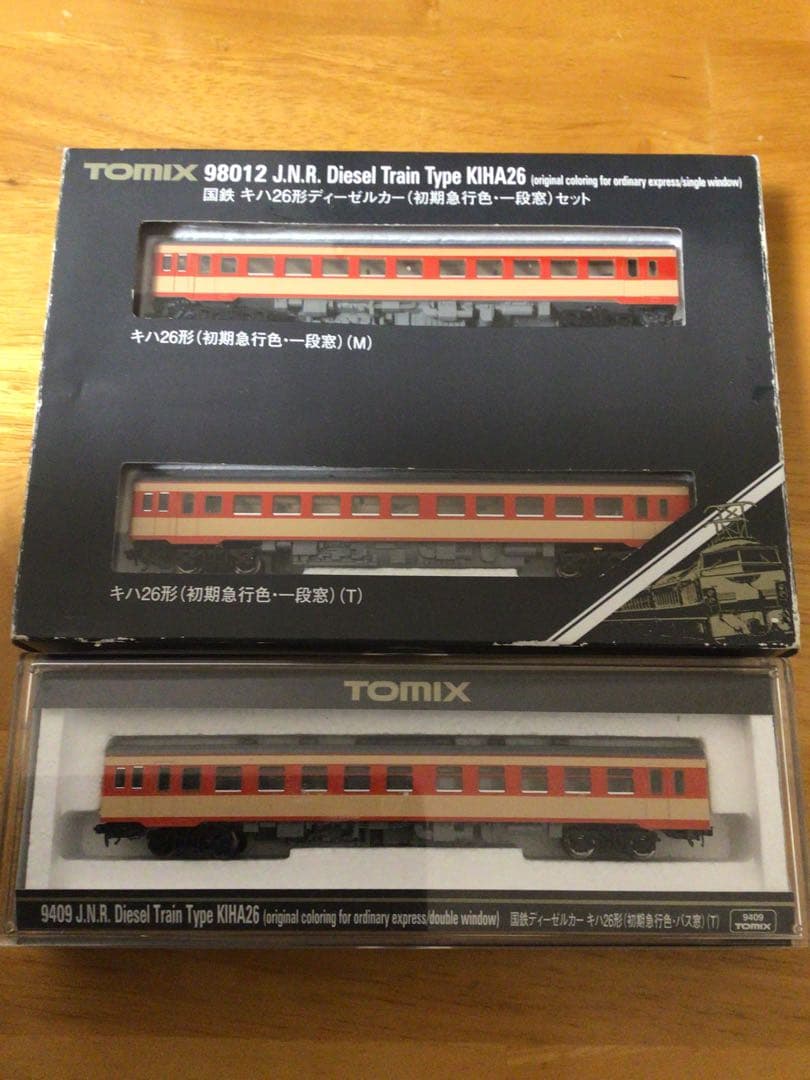 TOMIX 98012 J.N.R. Diesel Train Type KIHA26 (original coloring for ordinary express/single window)
国鉄 キハ26形ディーゼルカー(初期急行色・一段窓)セット
キハ26形(初期急行色・一段窓)(M)
キハ26形(初期急行色・一段窓)(T)
TOMIX
9409 J.N.R. Diesel Train Type KIHA26 (original coloring for ordinary express/double window) 国鉄ディーゼルカー キハ26形(初期急行色・バス窓)(T)
9409
TOMIX